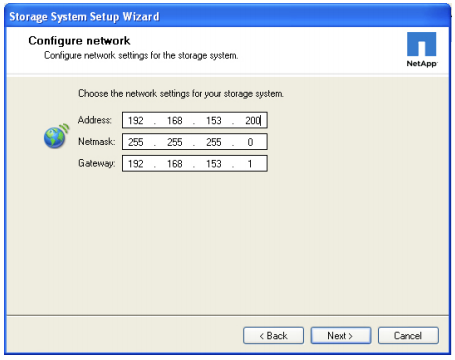 Storage System Setup Wizard
Configure network
Configure network settings for the storage system.
NetApp
Choose the network settings for your storage system.
Address: 192 . 168 . 153 . 200
Netmask: 255 . 255 . 255 . 0
Gateway: 192 . 168 . 153 . 1
< Back Next > Cancel